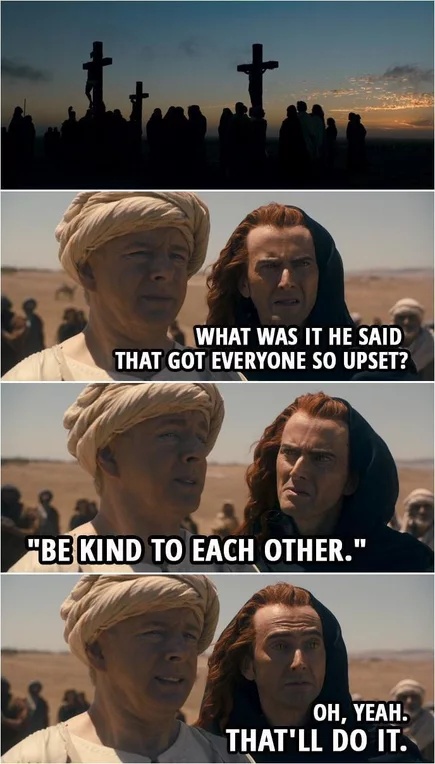 WHAT WAS IT HE SAID
THAT GOT EVERYONE SO UPSET?
"BE KIND TO EACH OTHER."
OH, YEAH.
THAT'LL DO IT.